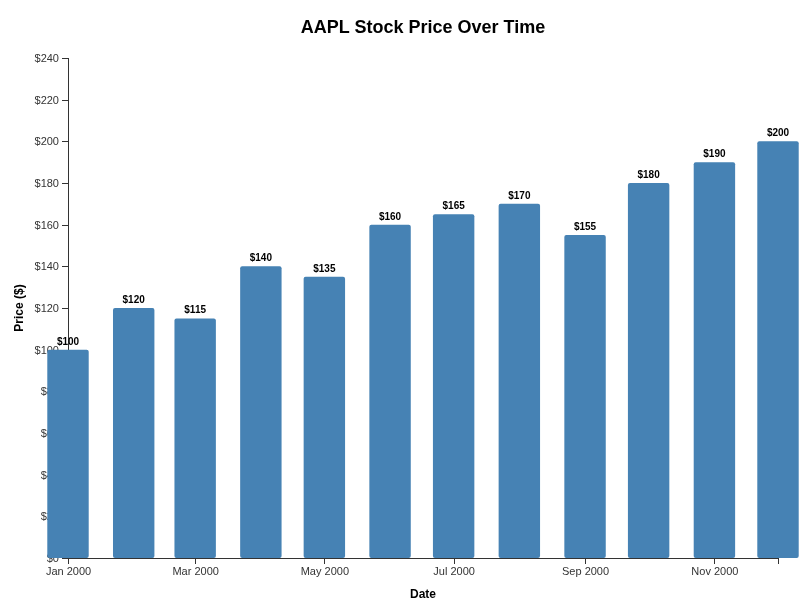 AAPL Stock Price Over Time
$240
$220
$200
$180
$160
$140
$120
Price ($)
$100
$120
$115
$140
$135
$160
$165
$170
$155
$180
$190
$200
Jan 2000
Mar 2000
May 2000
Jul 2000
Sep 2000
Nov 2000
Date